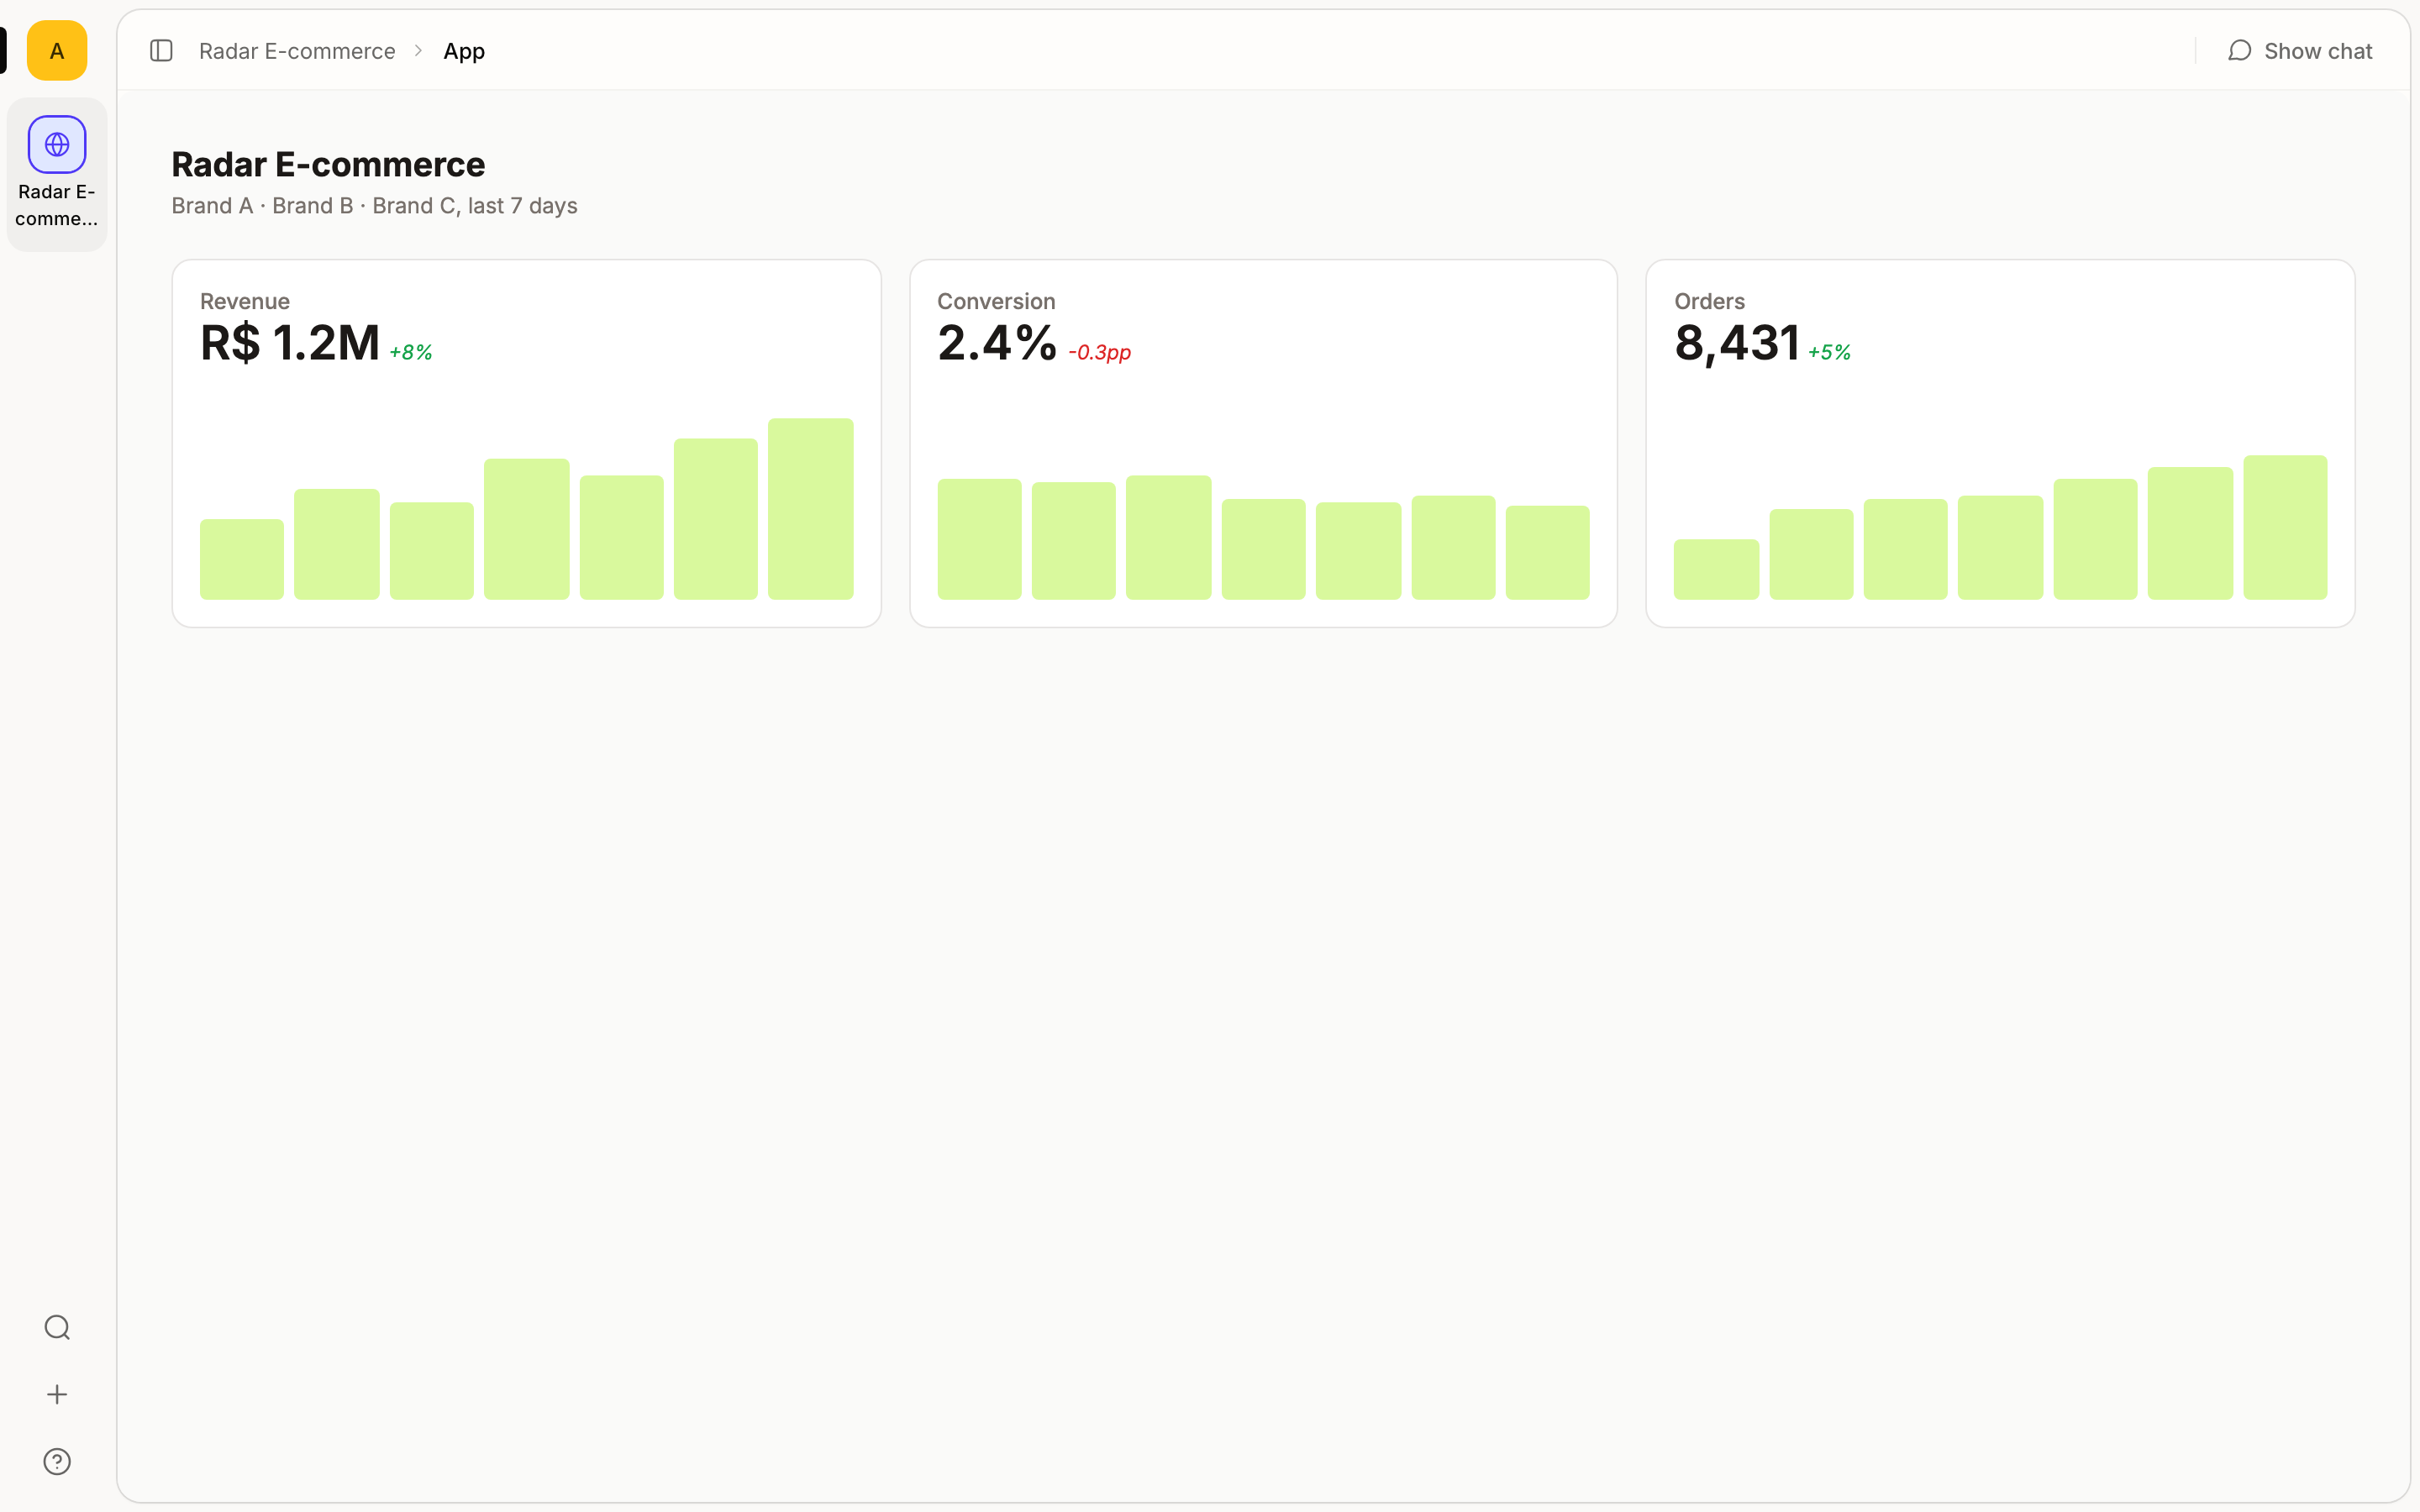 A
Radar E-commerce > App
Show chat
Radar E-
comme...
Radar E-commerce
Brand A · Brand B · Brand C, last 7 days
Revenue
R$ 1.2M +8%
Conversion
2.4% -0.3pp
Orders
8,431 +5%